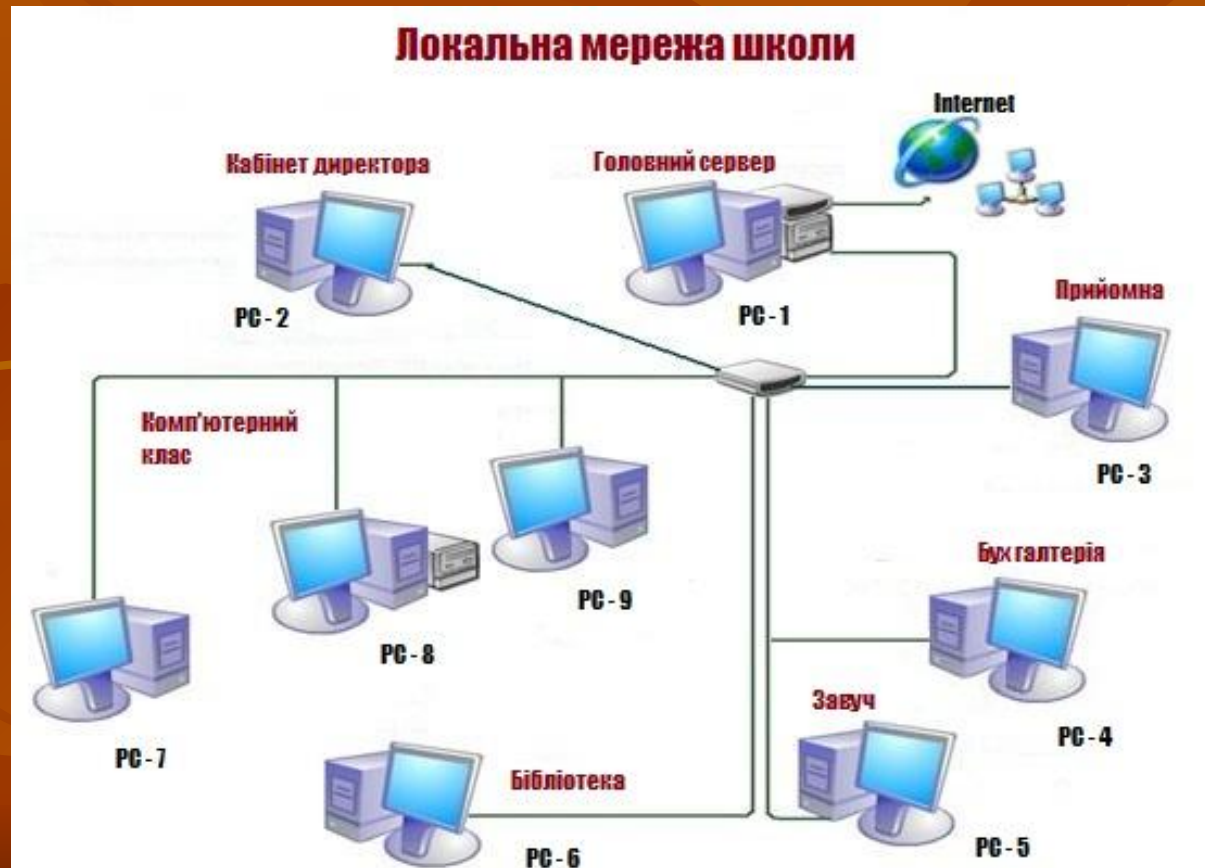 Локальна мережа школи
Internet
Кабінет директора
Головний сервер
PC - 2
PC - 1
Прийомна
PC - 3
Комп'ютерний
клас
PC - 9
PC - 8
Бухгалтерія
PC - 7
Завуч
PC - 4
Бібліотека
PC - 6
PC - 5